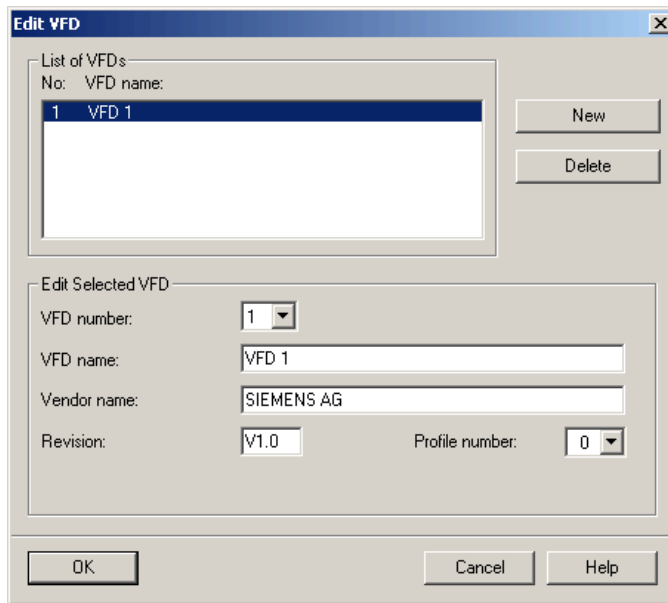 Edit VFD
List of VFDs
No: VFD name:
1 VFD 1
New
Delete
Edit Selected VFD
VFD number: 1
VFD name: VFD 1
Vendor name: SIEMENS AG
Revision: V1.0 Profile number: 0
OK Cancel Help